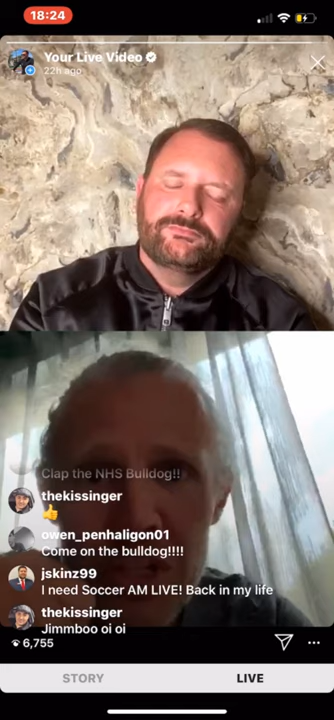 18:24
Your Live Video
22h ago
Clap the NHS Bulldog!!
thekissinger
👍
owen_penhaligon01
Come on the bulldog!!!!
jskinz99
I need Soccer AM LIVE! Back in my life
thekissinger
Jimmboo oi oi
6,755
STORY
LIVE